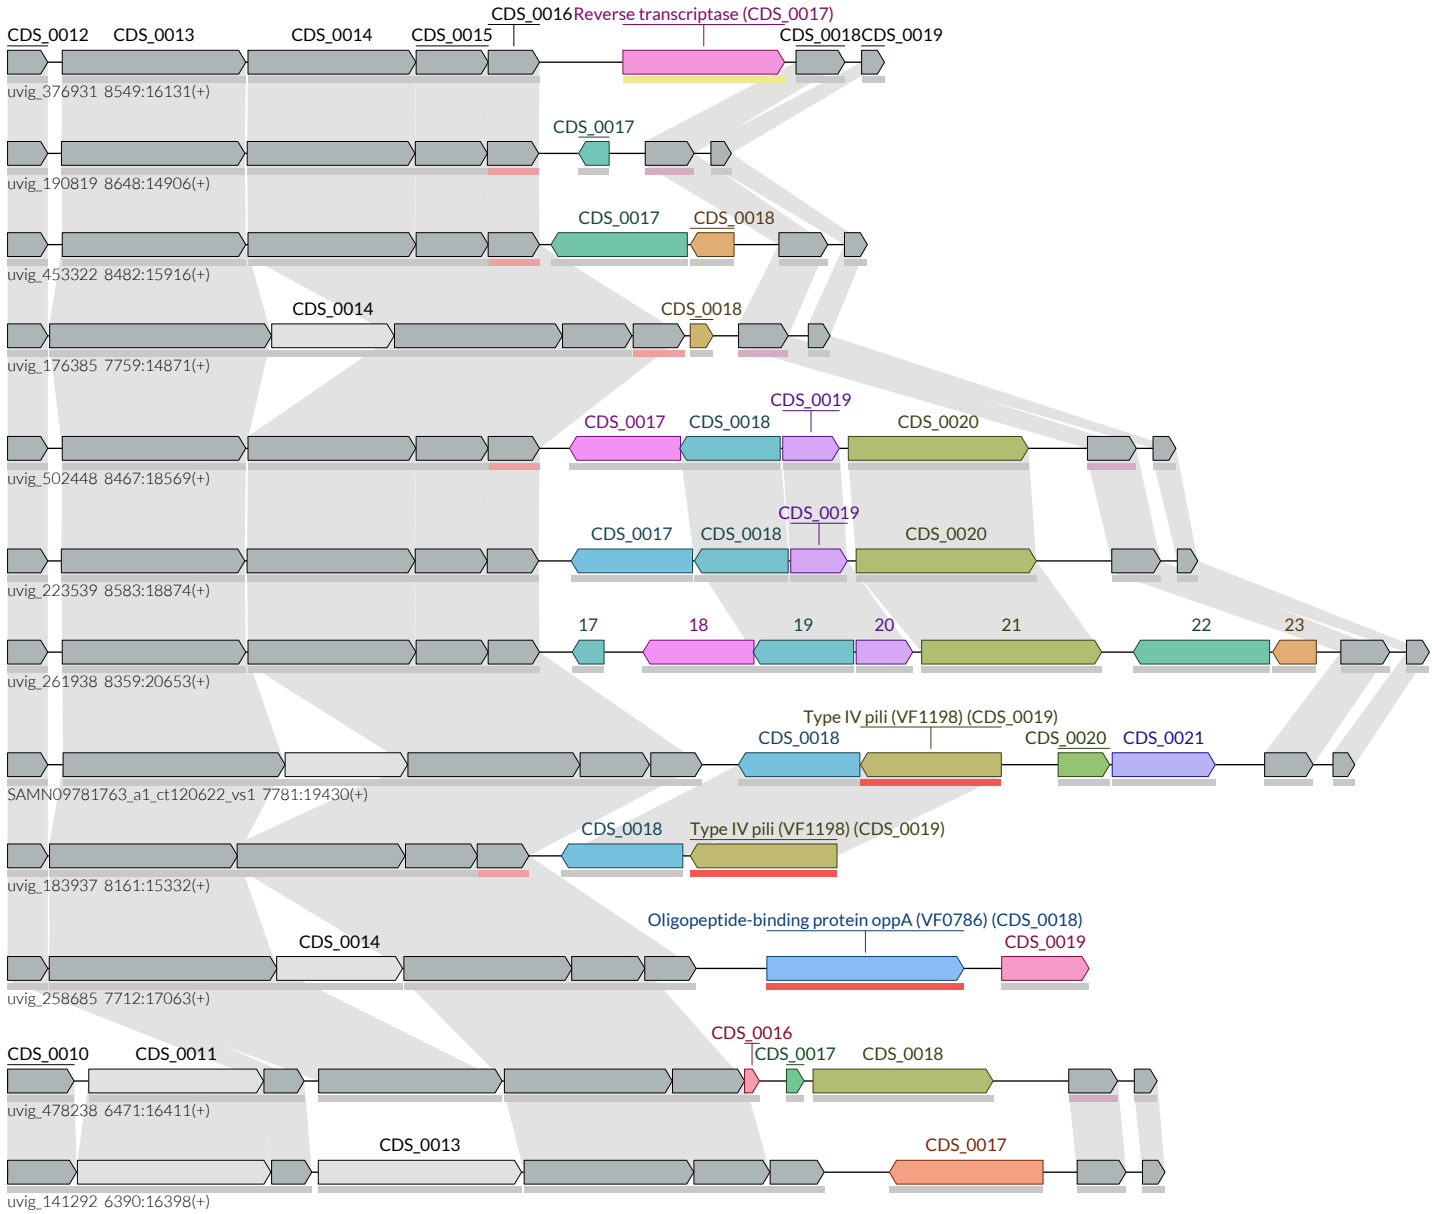 CDS_0016 Reverse transcriptase (CDS_0017)
CDS_0012 CDS_0013 CDS_0014 CDS_0015 CDS_0018 CDS_0019
uvig_376931 8549:16131(+)
CDS_0017
uvig_190819 8648:14906(+)
CDS_0017 CDS_0018
uvig_453322 8482:15916(+)
CDS_0014 CDS_0018
uvig_176385 7759:14871(+)
CDS_0019
CDS_0017 CDS_0018 CDS_0020
uvig_502448 8467:18569(+)
CDS_0019
CDS_0017 CDS_0018 CDS_0020
uvig_223539 8583:18874(+)
17 18 19 20 21 22 23
uvig_261938 8359:20653(+)
Type IV pili (VF1198) (CDS_0019)
CDS_0018 CDS_0020 CDS_0021
SAMN09781763_a1_ct120622_vs1 7781:19430(+)
CDS_0018 Type IV pili (VF1198) (CDS_0019)
uvig_183937 8161:15332(+)
Oligopeptide-binding protein oppA (VF0786) (CDS_0018)
CDS_0014 CDS_0019
uvig_258685 7712:17063(+)
CDS_0016
CDS_0010 CDS_0011 CDS_0017 CDS_0018
uvig_478238 6471:16411(+)
CDS_0013 CDS_0017
uvig_141292 6390:16398(+)